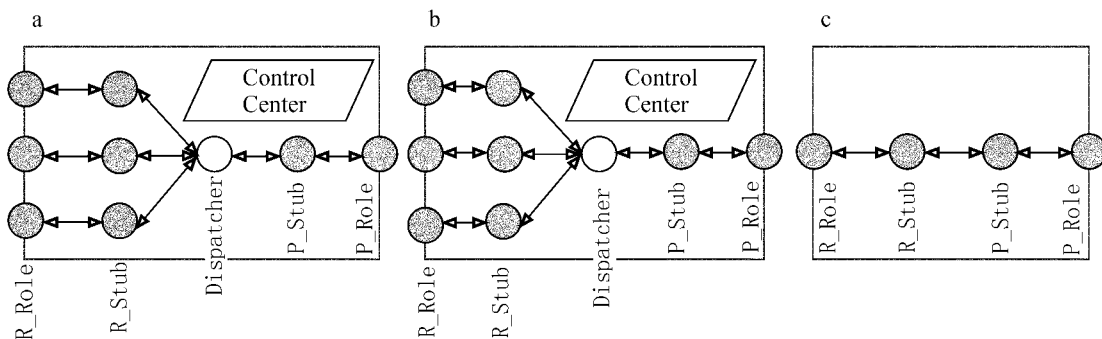 a
Control
Center
R_Role
R_Stub
Dispatcher
P_Stub
P_Role
b
Control
Center
R_Role
R_Stub
Dispatcher
P_Stub
P_Role
c
R_Role
R_Stub
P_Stub
P_Role